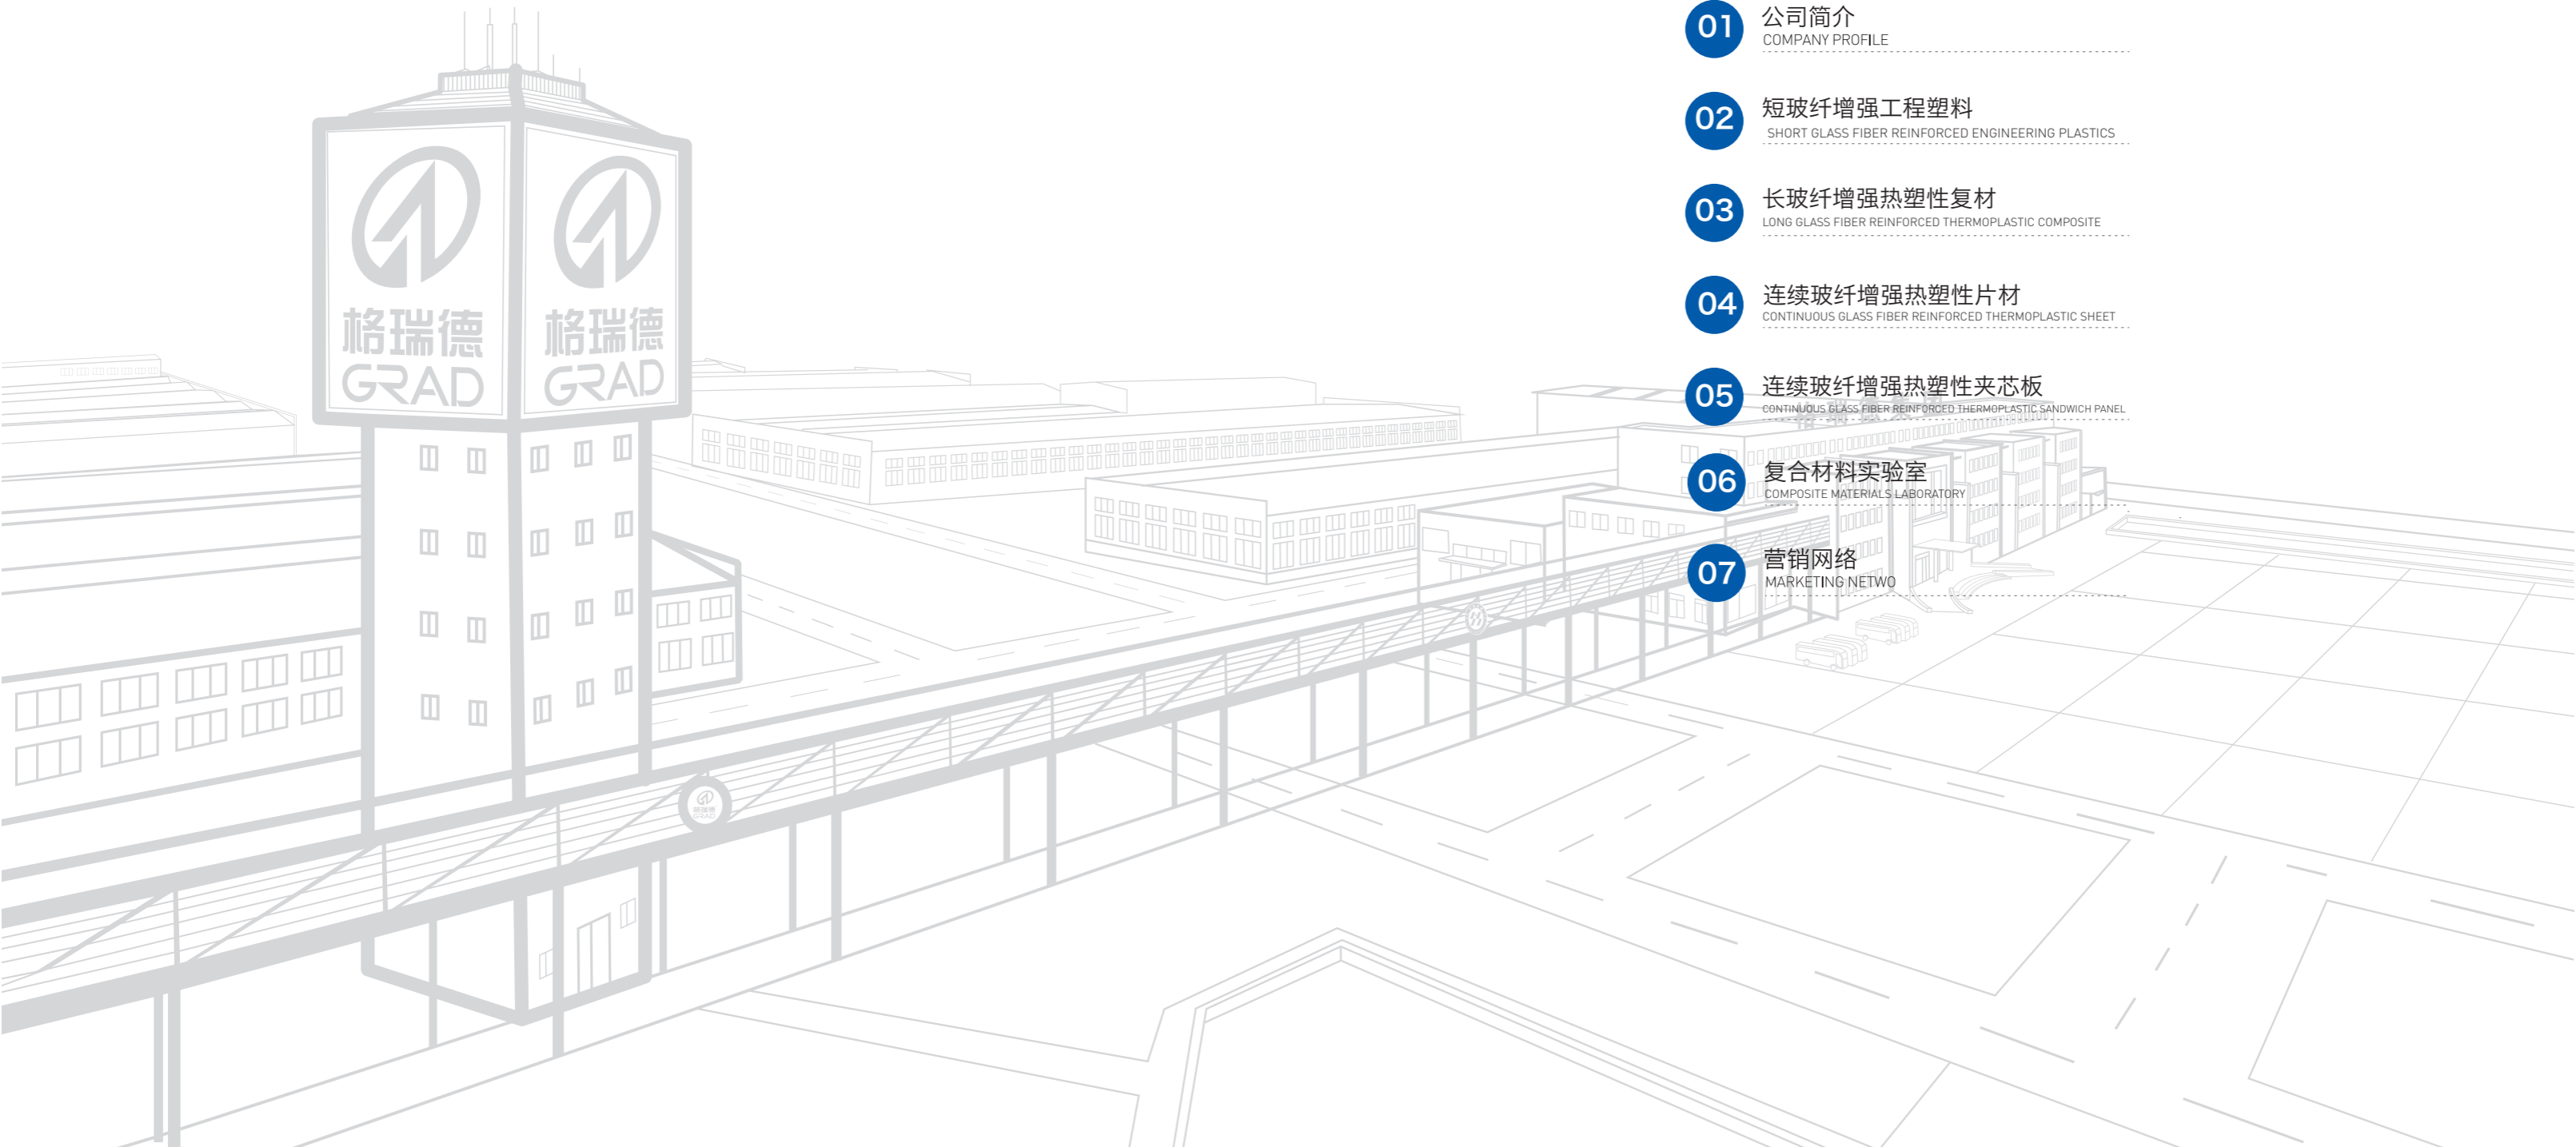 格瑞德
GRAD
格瑞德
GRAD
格瑞德
GRAD
01
公司简介
COMPANY PROFILE
02
短玻纤增强工程塑料
SHORT GLASS FIBER REINFORCED ENGINEERING PLASTICS
03
长玻纤增强热塑性复材
LONG GLASS FIBER REINFORCED THERMOPLASTIC COMPOSITE
04
连续玻纤增强热塑性片材
CONTINUOUS GLASS FIBER REINFORCED THERMOPLASTIC SHEET
05
连续玻纤增强热塑性夹芯板
CONTINUOUS GLASS FIBER REINFORCED THERMOPLASTIC SANDWICH PANEL
06
复合材料实验室
COMPOSITE MATERIALS LABORATORY
07
营销网络
MARKETING NETWO